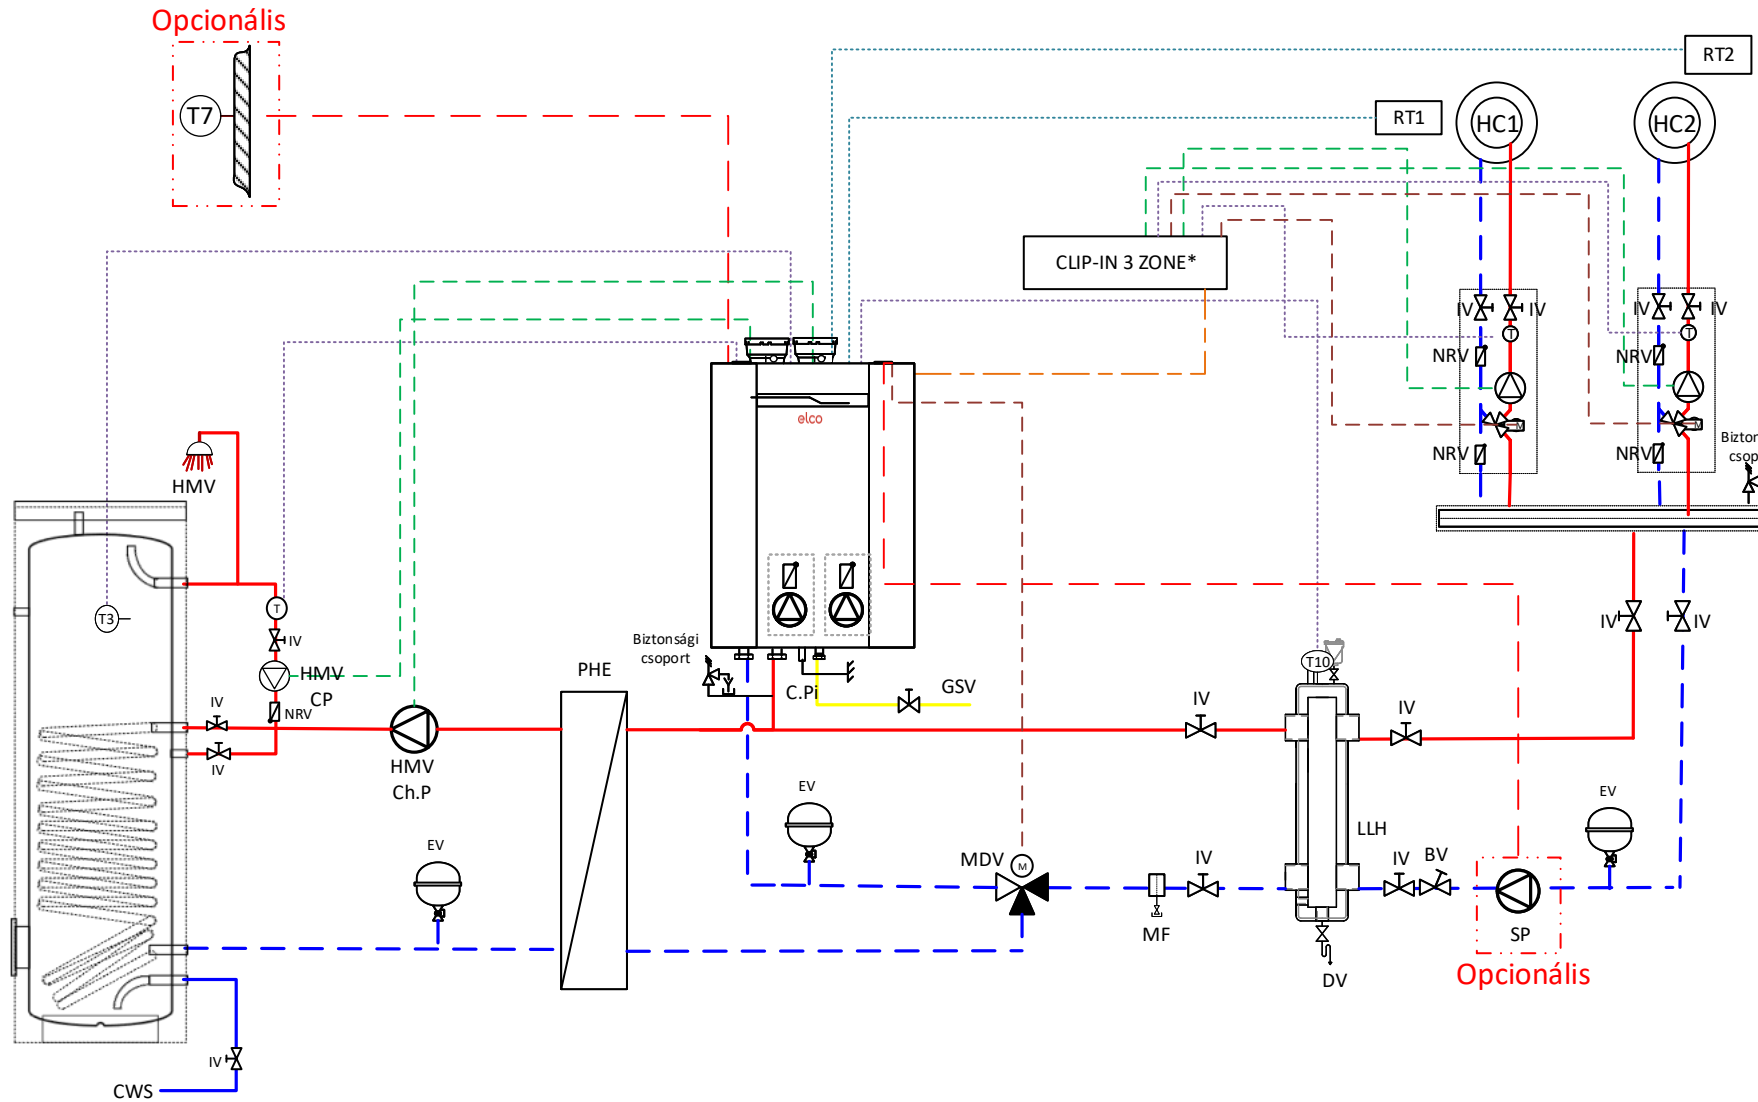 Opcionális
T7
RT2
RT1
HC1
HC2
CLIP-IN 3 ZONE*
IV
IV
IV
IV
T
T
NRV
NRV
elco
M
M
NRV
NRV
Bizton
csop
HMV
T3
T
IV
HMV
CP
NRV
IV
IV
HMV
Ch.P
PHE
Biztonsági
csoport
C.Pi
GSV
T10
IV
IV
IV
IV
EV
EV
EV
LLH
MDV
M
IV
IV
BV
MF
SP
DV
Opcionális
IV
CWS